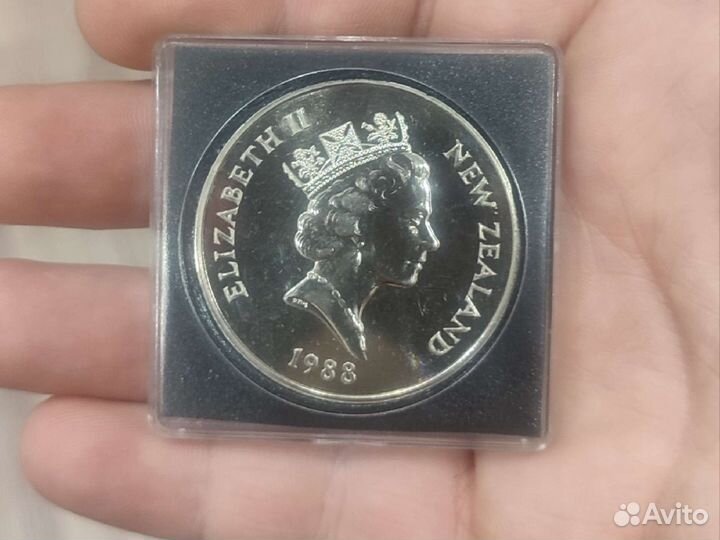 ELIZABETH II
NEW ZEALAND
1988
Avito